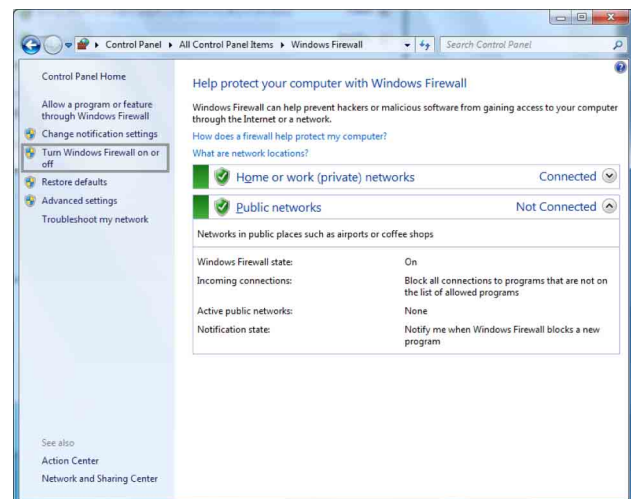 Control Panel ▸ All Control Panel Items ▸ Windows Firewall
Search Control Panel
Control Panel Home
Allow a program or feature
through Windows Firewall
Change notification settings
Turn Windows Firewall on or
off
Restore defaults
Advanced settings
Troubleshoot my network
See also
Action Center
Network and Sharing Center
Help protect your computer with Windows Firewall
Windows Firewall can help prevent hackers or malicious software from gaining access to your computer
through the Internet or a network.
How does a firewall help protect my computer?
What are network locations?
Home or work (private) networks Connected
Public networks Not Connected
Networks in public places such as airports or coffee shops
Windows Firewall state: On
Incoming connections: Block all connections to programs that are not on
the list of allowed programs
Active public networks: None
Notification state: Notify me when Windows Firewall blocks a new
program